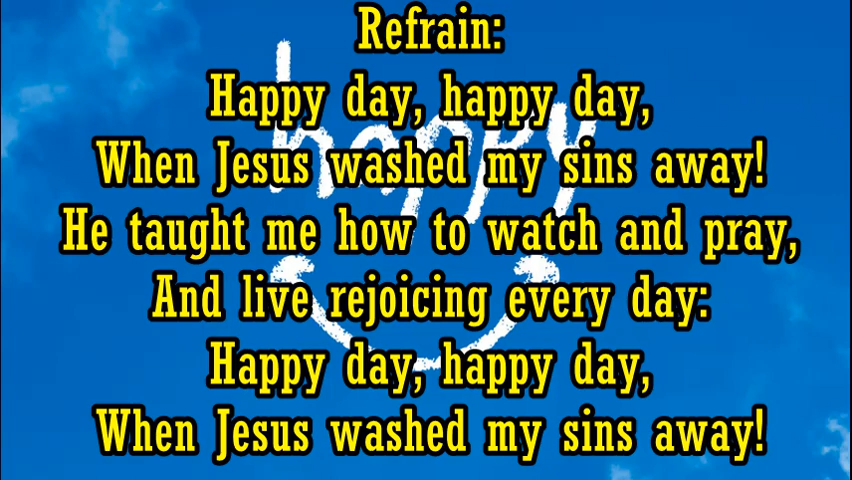 Refrain:
Happy day, happy day,
When Jesus washed my sins away!
He taught me how to watch and pray,
And live rejoicing every day:
Happy day, happy day,
When Jesus washed my sins away!
happy